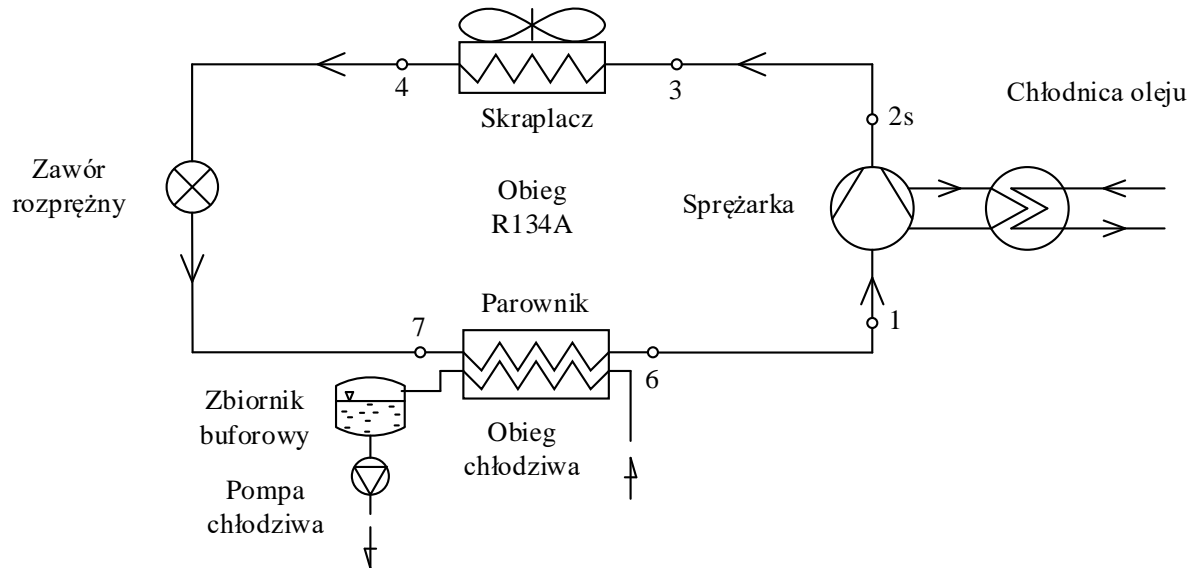 4
3
Skraplacz
2s
Chłodnica oleju
Zawór
rozprężny
Obieg
R134A
Sprężarka
Parownik
7
6
1
Zbiornik
buforowy
Obieg
chłodziwa
Pompa
chłodziwa